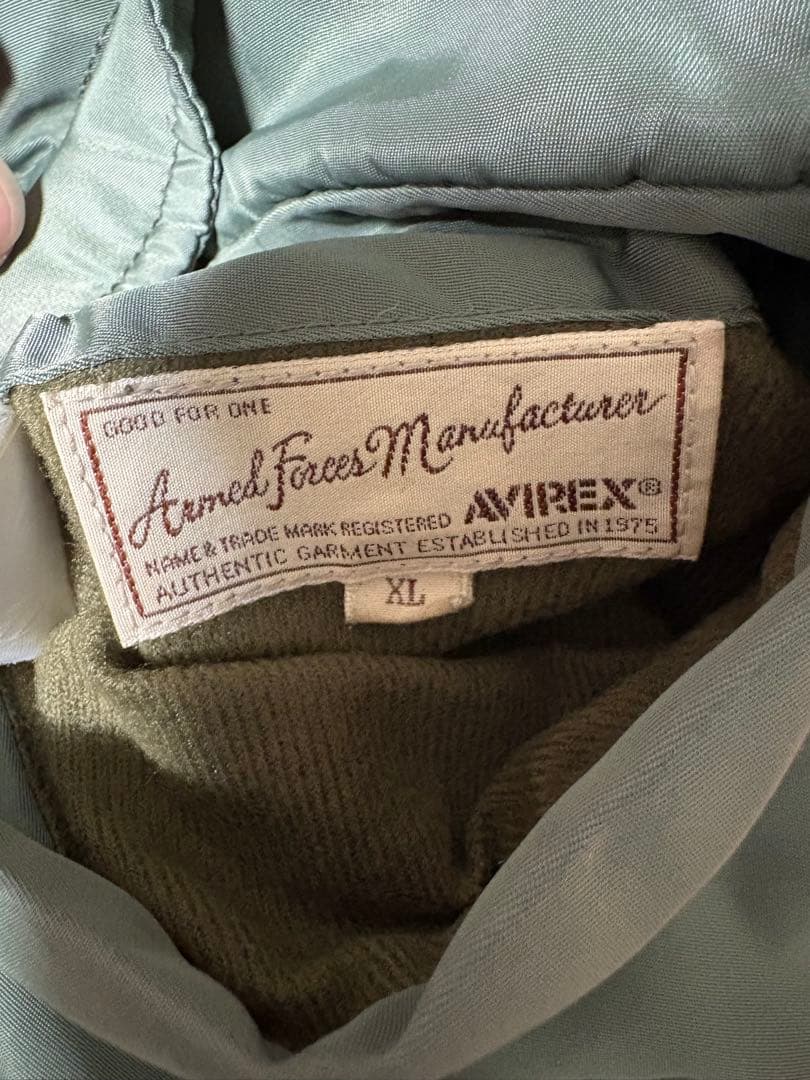 GOOD FOR ONE
Armed Forces Manufacturer
AVIREX®
NAME & TRADE MARK REGISTERED
AUTHENTIC GARMENT ESTABLISHED IN 1975
XL